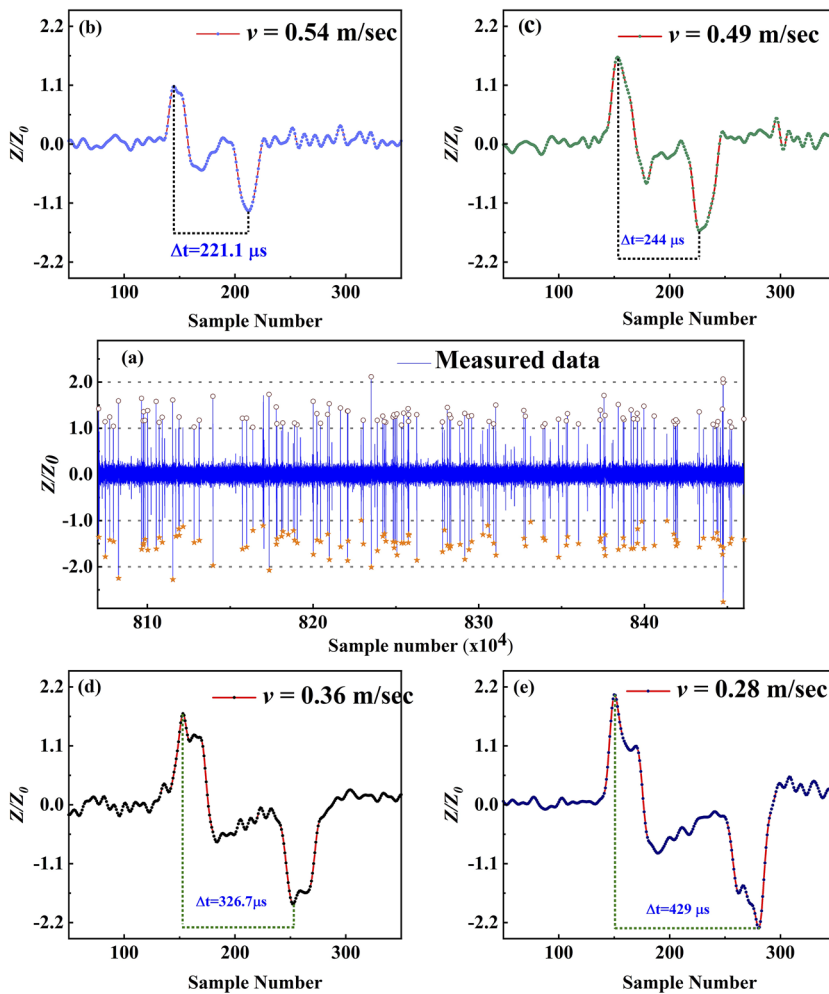 (b)
v = 0.54 m/sec
2.2
1.1
0.0
-1.1
-2.2
Z/Z0
Δt=221.1 μs
100 200 300
Sample Number
(c)
v = 0.49 m/sec
2.2
1.1
0.0
-1.1
-2.2
Z/Z0
Δt=244 μs
100 200 300
Sample Number
(a)
Measured data
2.0
1.0
0.0
-1.0
-2.0
Z/Z0
810 820 830 840
Sample number (x10^4)
(d)
v = 0.36 m/sec
2.2
1.1
0.0
-1.1
-2.2
Z/Z0
Δt=326.7μs
100 200 300
Sample Number
(e)
v = 0.28 m/sec
2.2
1.1
0.0
-1.1
-2.2
Z/Z0
Δt=429 μs
100 200 300
Sample Number